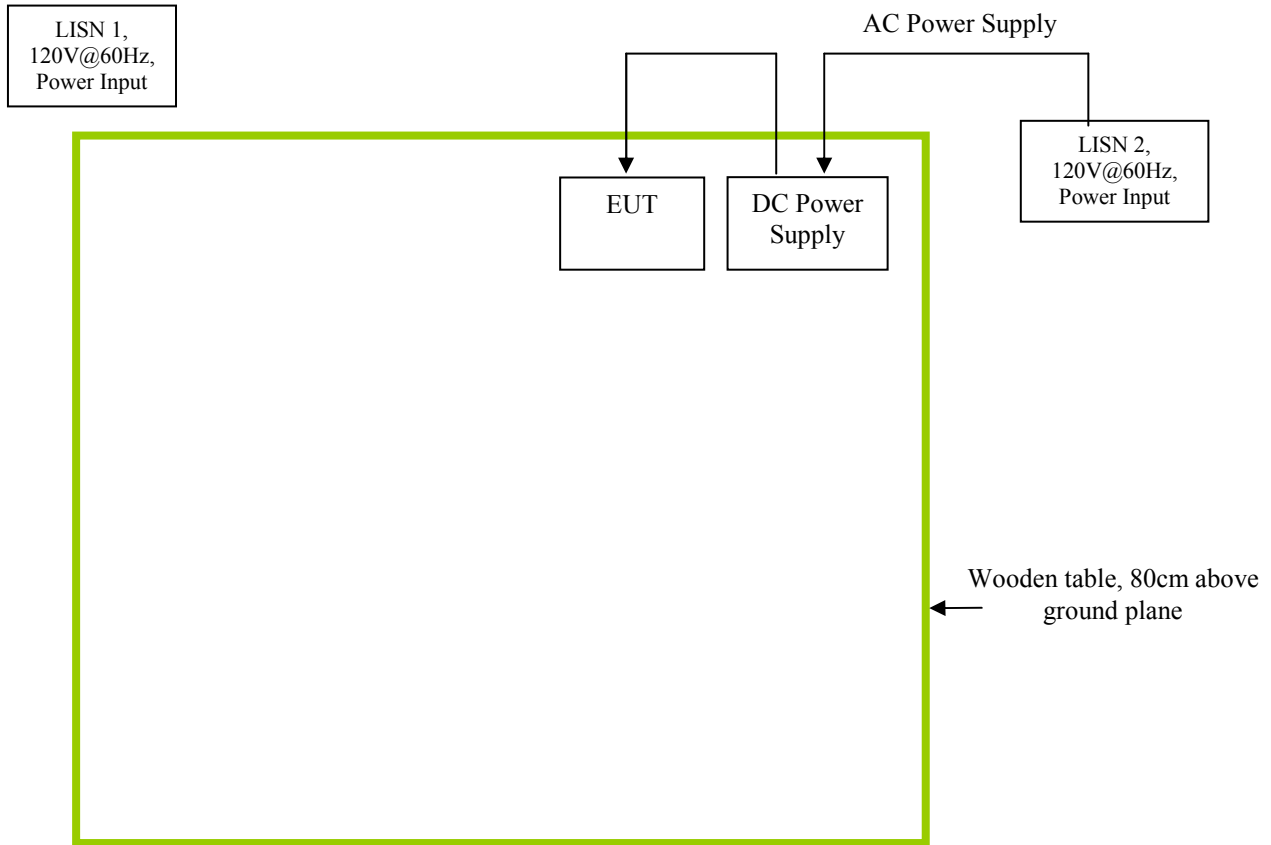 LISN 1,
120V@60Hz,
Power Input
AC Power Supply
LISN 2,
120V@60Hz,
Power Input
EUT
DC Power
Supply
Wooden table, 80cm above
ground plane